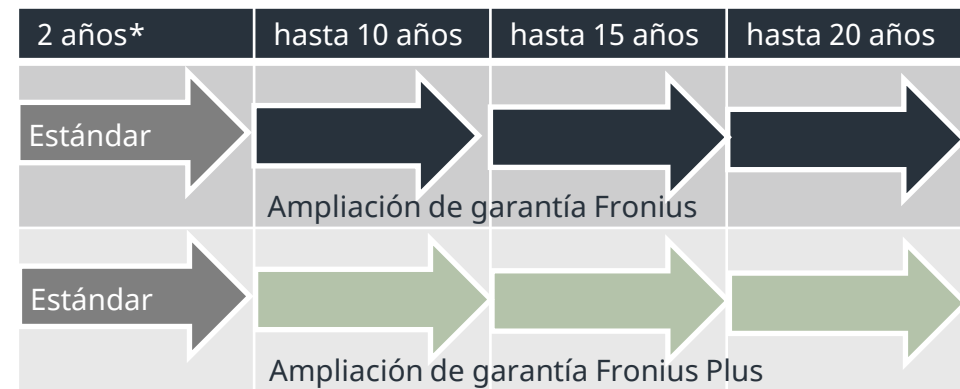 2 años* hasta 10 años hasta 15 años hasta 20 años
Estándar
Ampliación de garantía Fronius
Estándar
Ampliación de garantía Fronius Plus